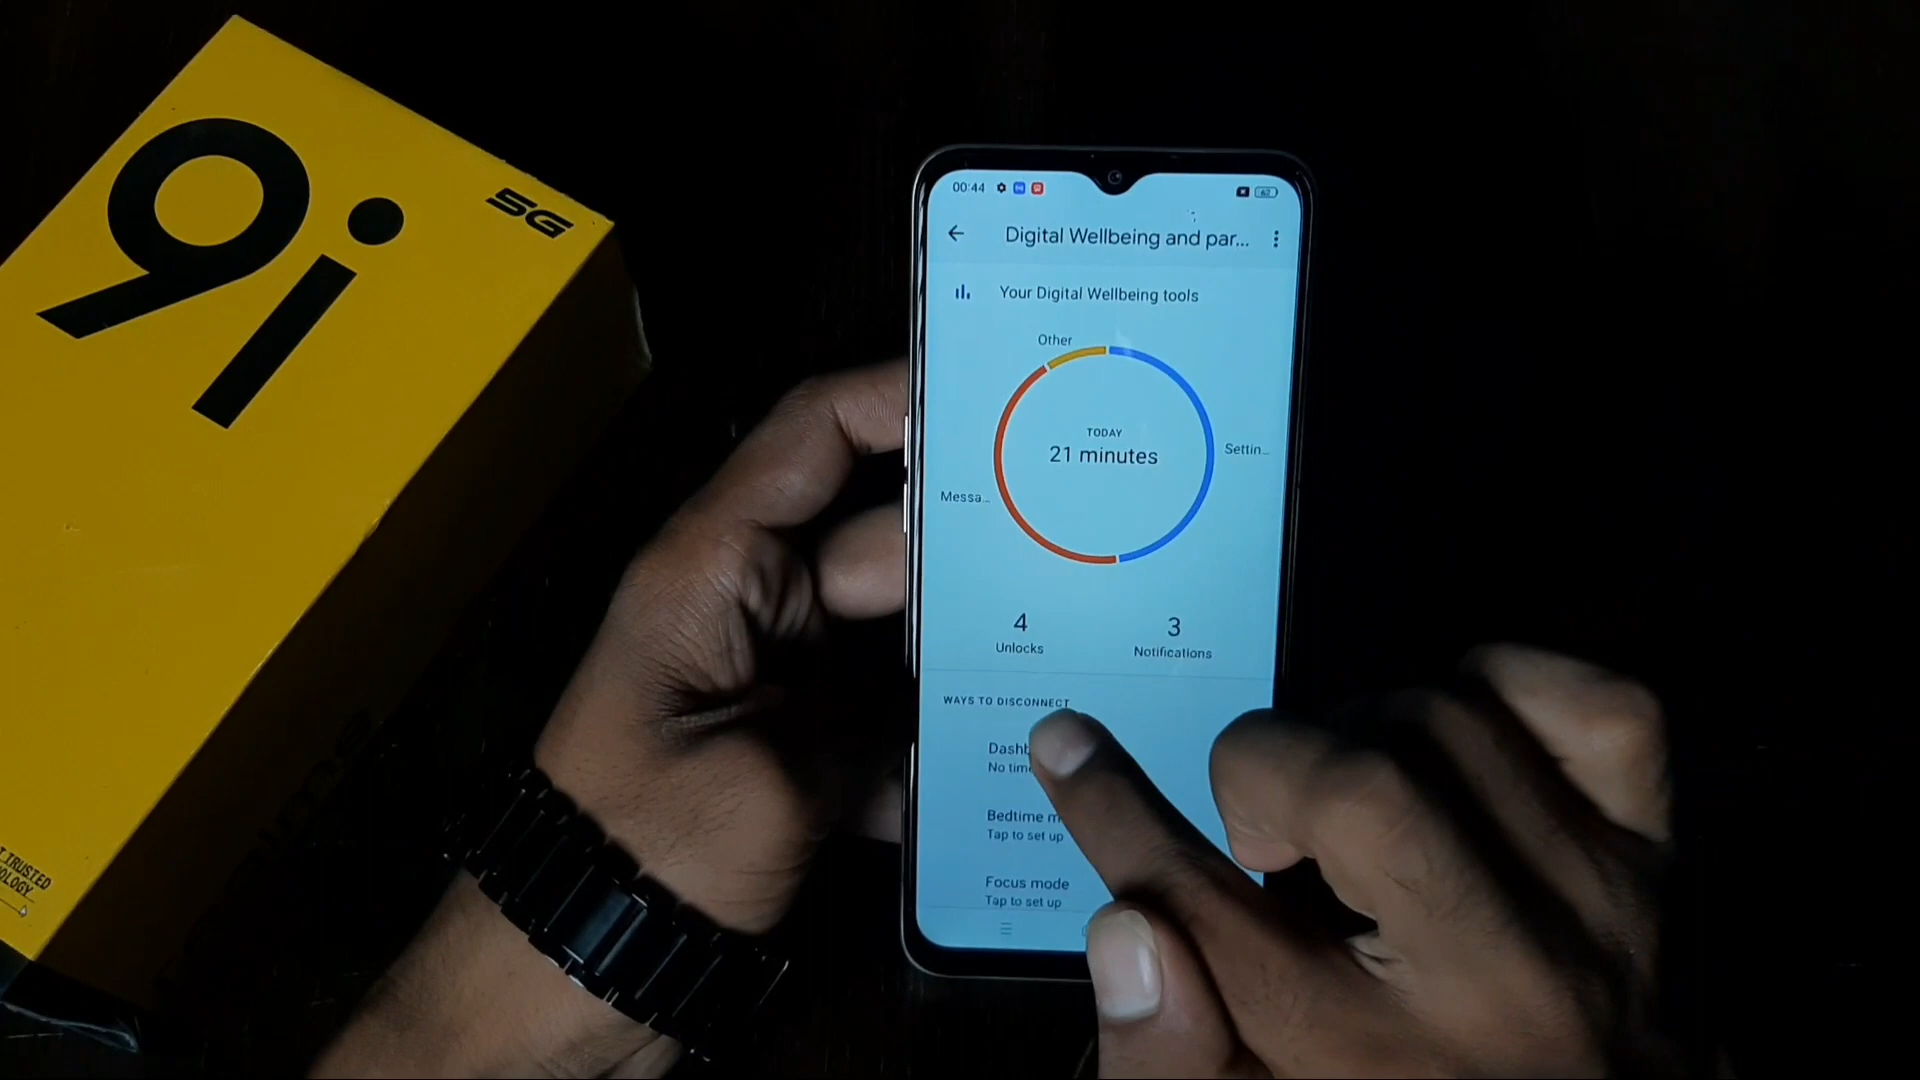 9i
5G
TRUSTED
00:44
62
Digital Wellbeing and par...
Your Digital Wellbeing tools
Other
TODAY
21 minutes
Settin...
Messa...
4
Unlocks
3
Notifications
WAYS TO DISCONNECT
Dashb
No tim
Bedtime m
Tap to set up
Focus mode
Tap to set up